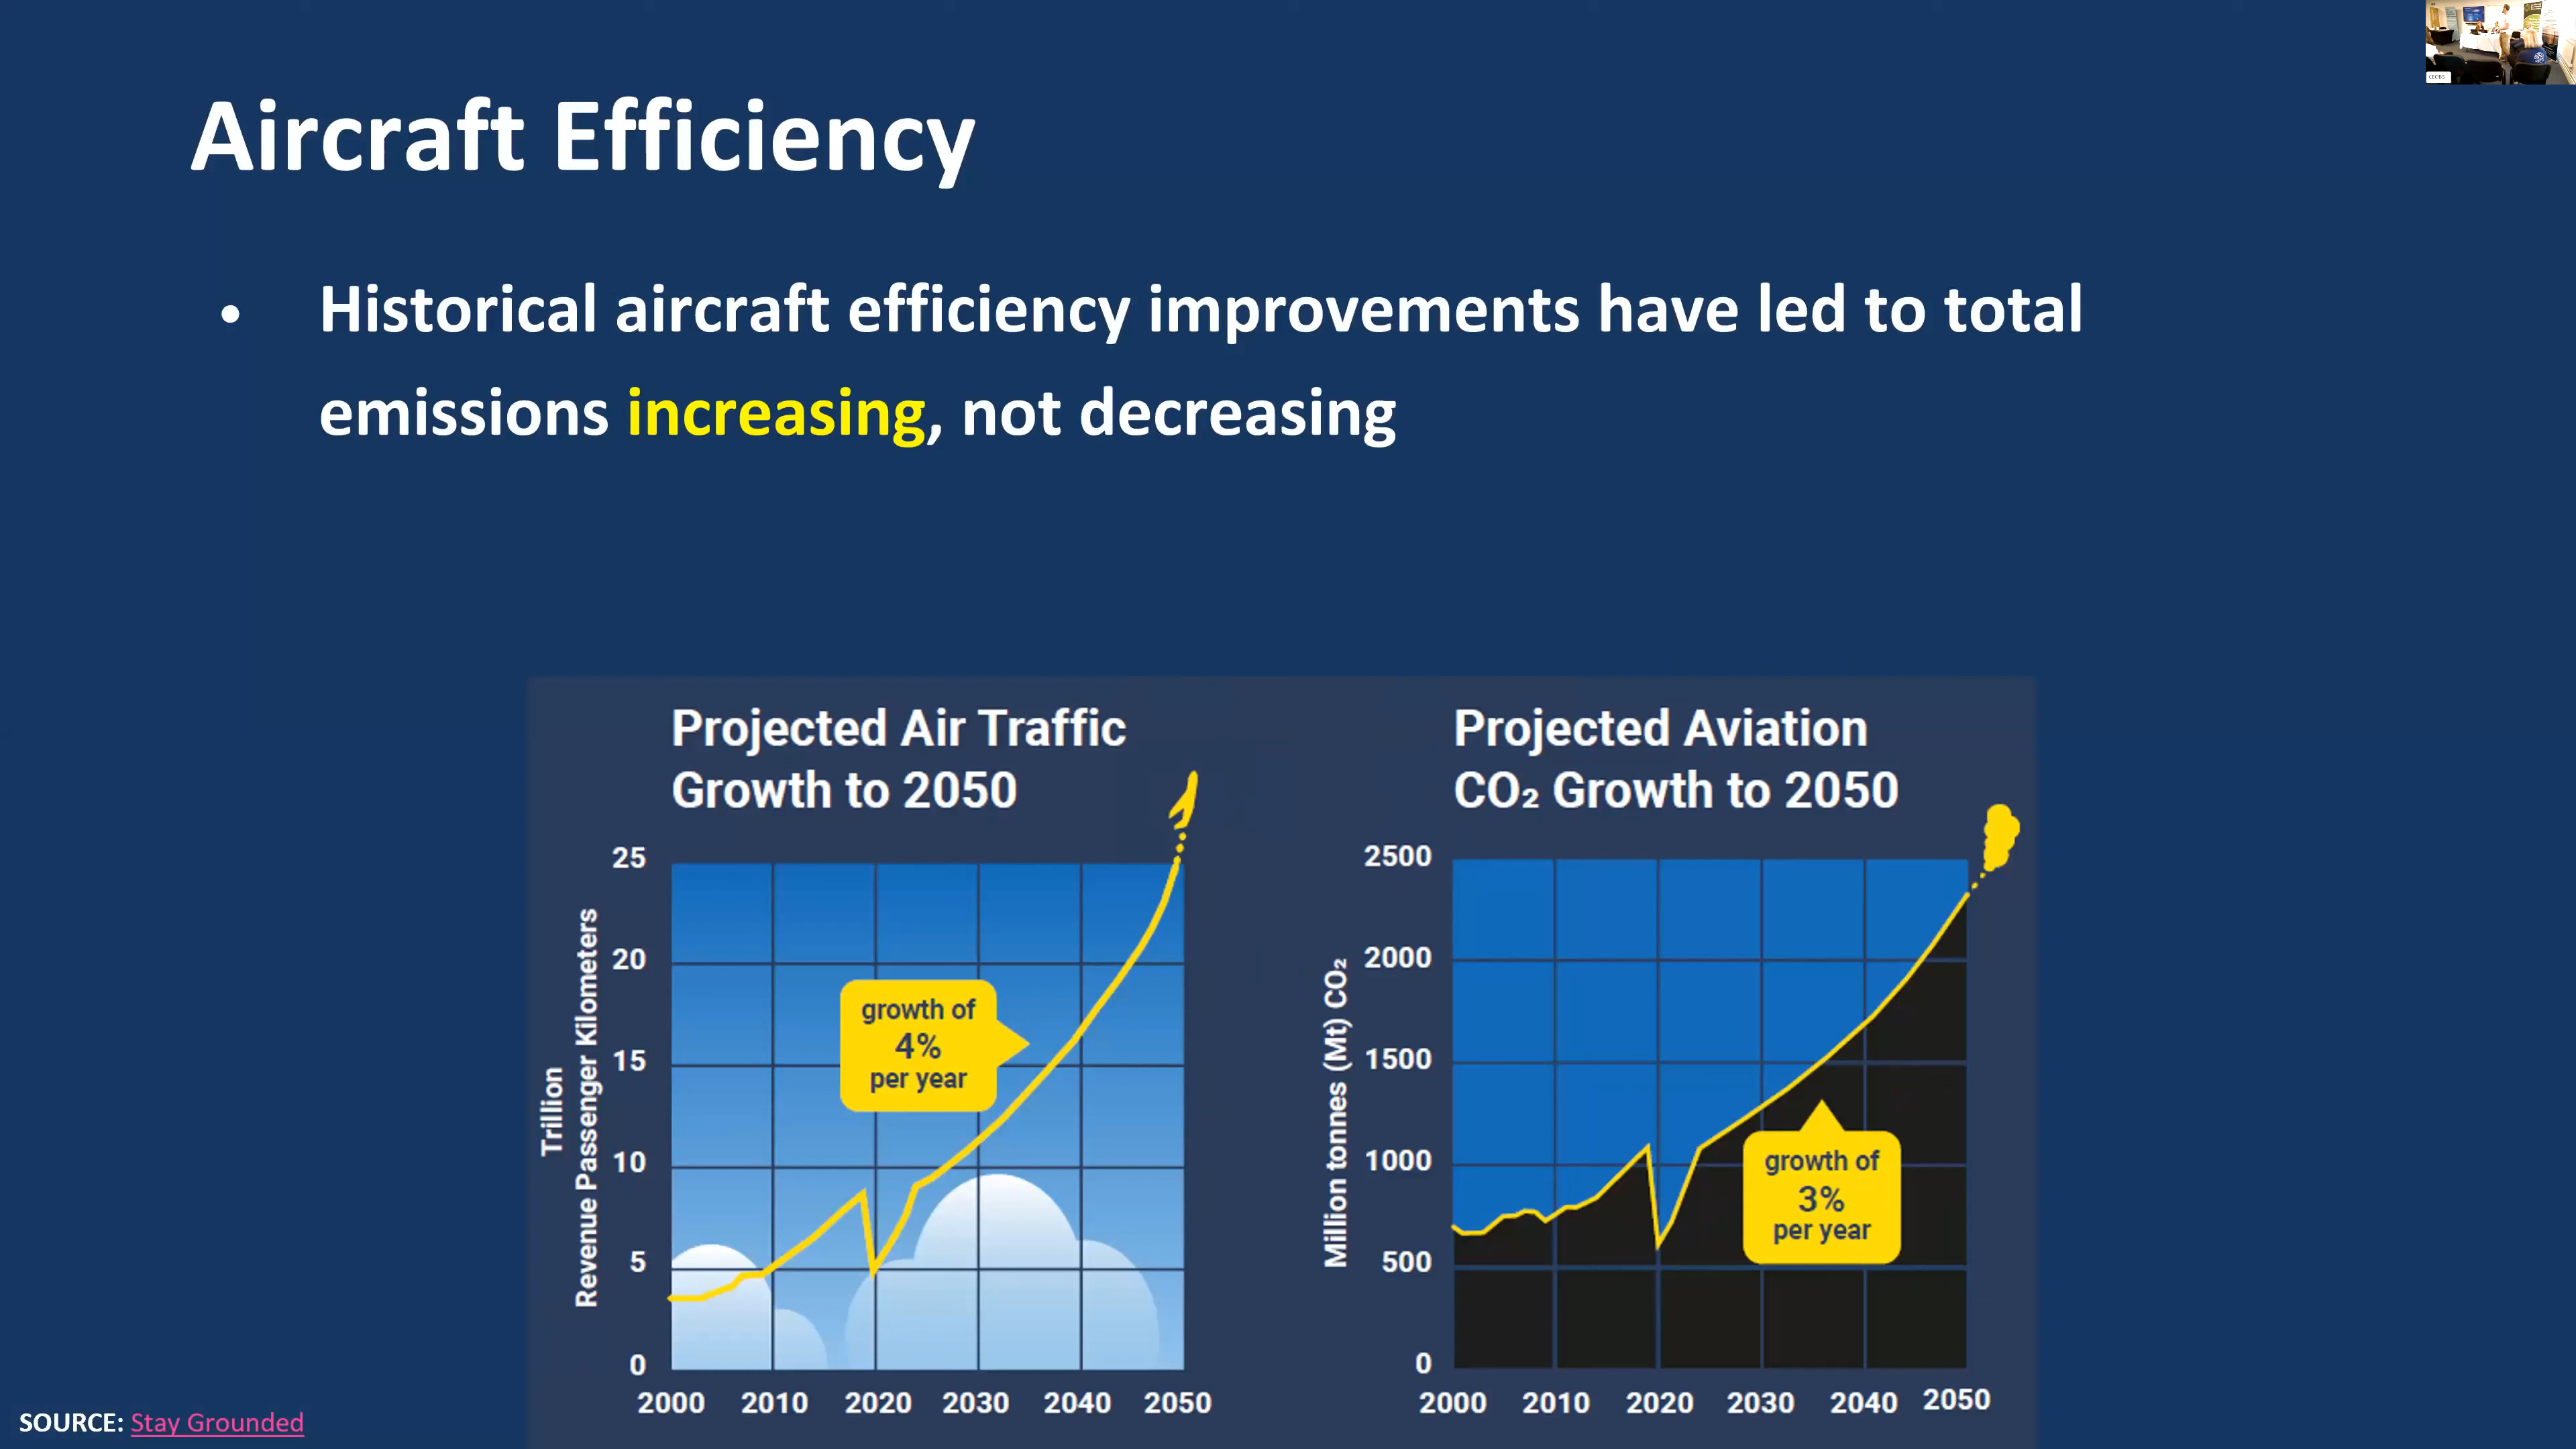 Aircraft Efficiency
• Historical aircraft efficiency improvements have led to total
emissions increasing, not decreasing
Projected Air Traffic
Growth to 2050
Trillion
Revenue Passenger Kilometers
25
20
15
10
5
0
growth of
4%
per year
2000 2010 2020 2030 2040 2050
Projected Aviation
CO₂ Growth to 2050
Million tonnes (Mt) CO₂
2500
2000
1500
1000
500
0
growth of
3%
per year
2000 2010 2020 2030 2040 2050
SOURCE: Stay Grounded